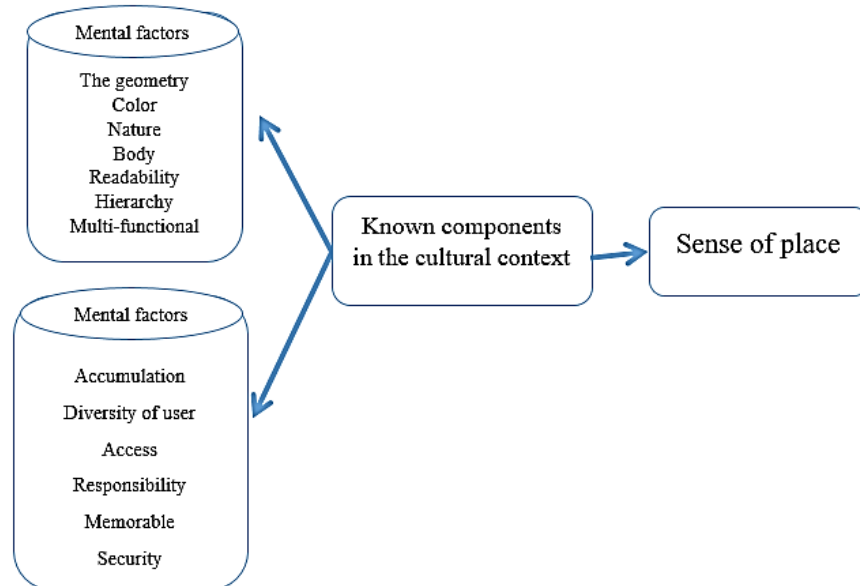 Mental factors
The geometry
Color
Nature
Body
Readability
Hierarchy
Multi-functional
Known components
in the cultural context
Sense of place
Mental factors
Accumulation
Diversity of user
Access
Responsibility
Memorable
Security